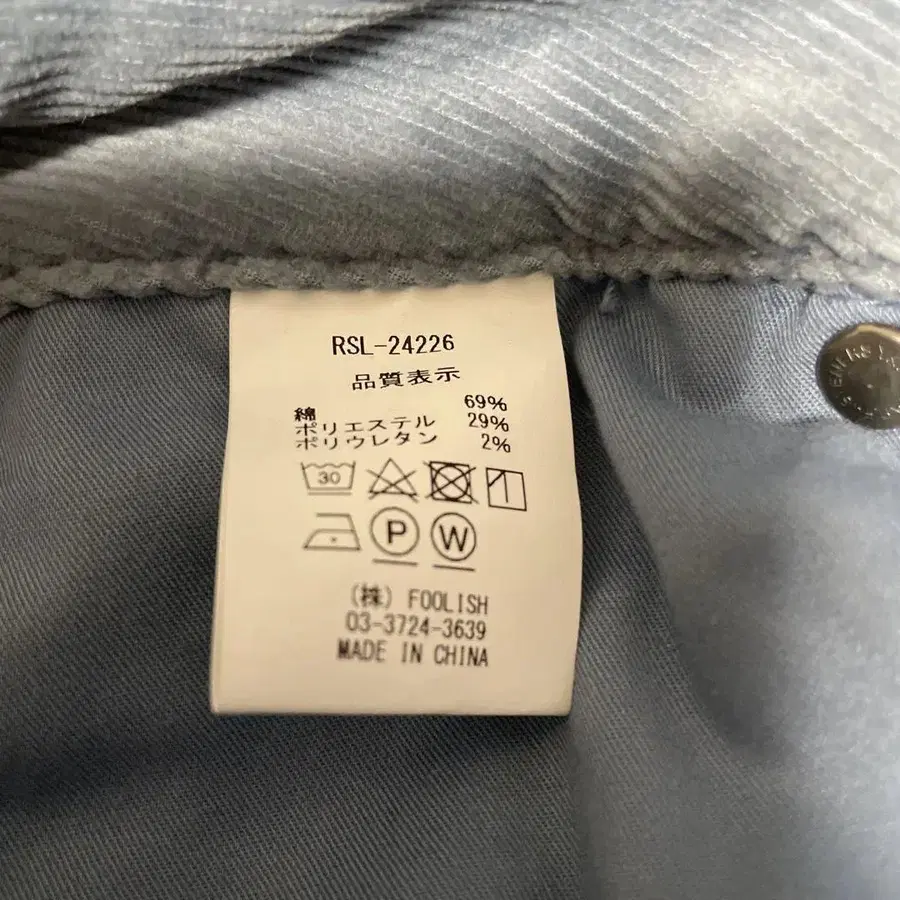 RSL-24226
品質表示
綿 69%
ポリエステル 29%
ポリウレタン 2%
30
P W
(株) FOOLISH
03-3724-3639
MADE IN CHINA